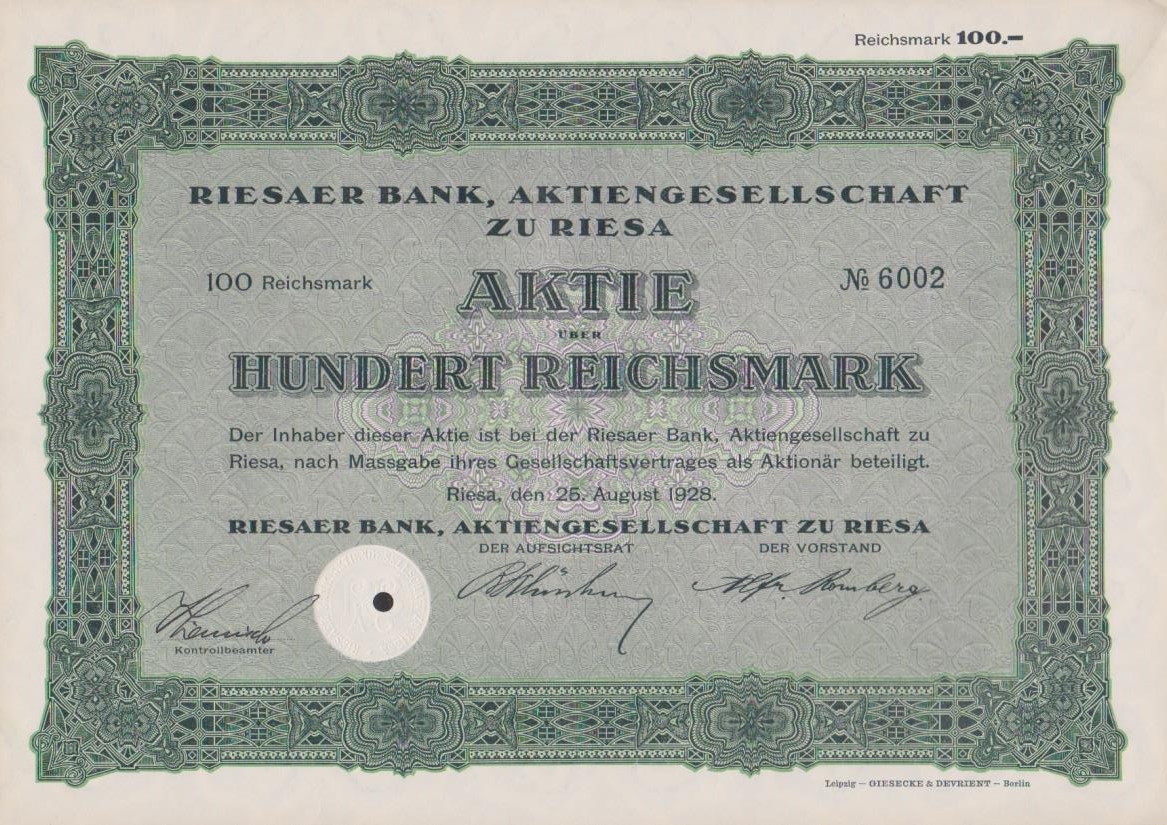 Reichsmark 100.—
RIESAER BANK, AKTIENGESELLSCHAFT
ZU RIESA
100 Reichsmark
AKTIE
№ 6002
ÜBER
HUNDERT REICHSMARK
Der Inhaber dieser Aktie ist bei der Riesaer Bank, Aktiengesellschaft zu
Riesa, nach Massgabe ihres Gesellschaftsvertrages als Aktionär beteiligt.
Riesa, den 25. August 1928.
RIESAER BANK, AKTIENGESELLSCHAFT ZU RIESA
DER AUFSICHTSRAT
DER VORSTAND
Romberg
Kontrollbeamter
Leipzig — GIESECKE & DEVRIENT — Berlin